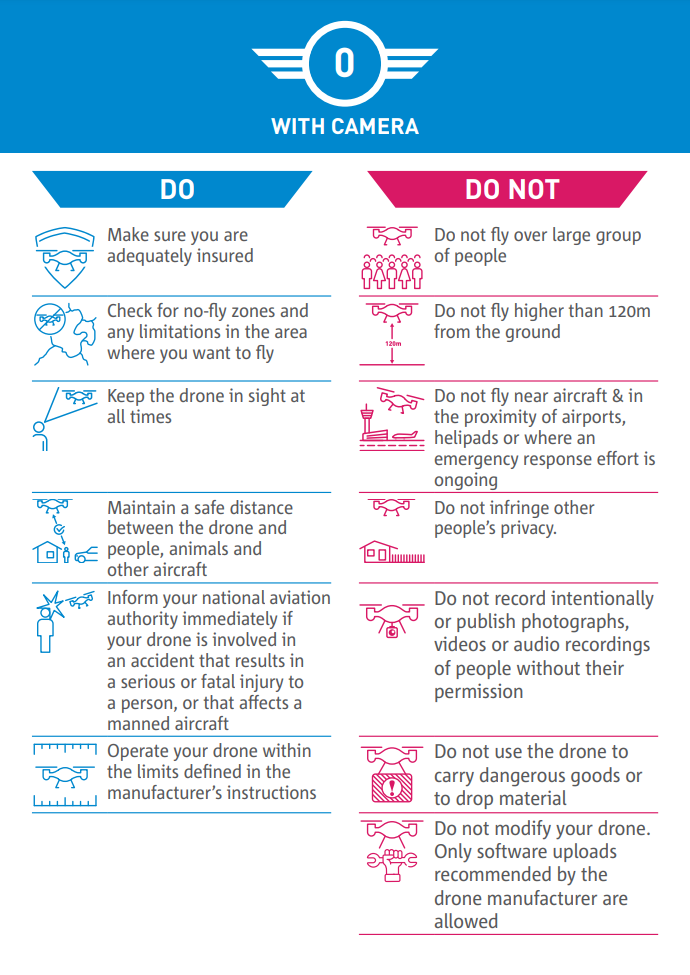 0
WITH CAMERA
DO
Make sure you are
adequately insured
Check for no-fly zones and
any limitations in the area
where you want to fly
Keep the drone in sight at
all times
Maintain a safe distance
between the drone and
people, animals and
other aircraft
Inform your national aviation
authority immediately if
your drone is involved in
an accident that results in
a serious or fatal injury to
a person, or that affects a
manned aircraft
Operate your drone within
the limits defined in the
manufacturer's instructions
DO NOT
Do not fly over large group
of people
120m
Do not fly higher than 120m
from the ground
Do not fly near aircraft & in
the proximity of airports,
helipads or where an
emergency response effort is
ongoing
Do not infringe other
people's privacy.
Do not record intentionally
or publish photographs,
videos or audio recordings
of people without their
permission
Do not use the drone to
carry dangerous goods or
to drop material
Do not modify your drone.
Only software uploads
recommended by the
drone manufacturer are
allowed